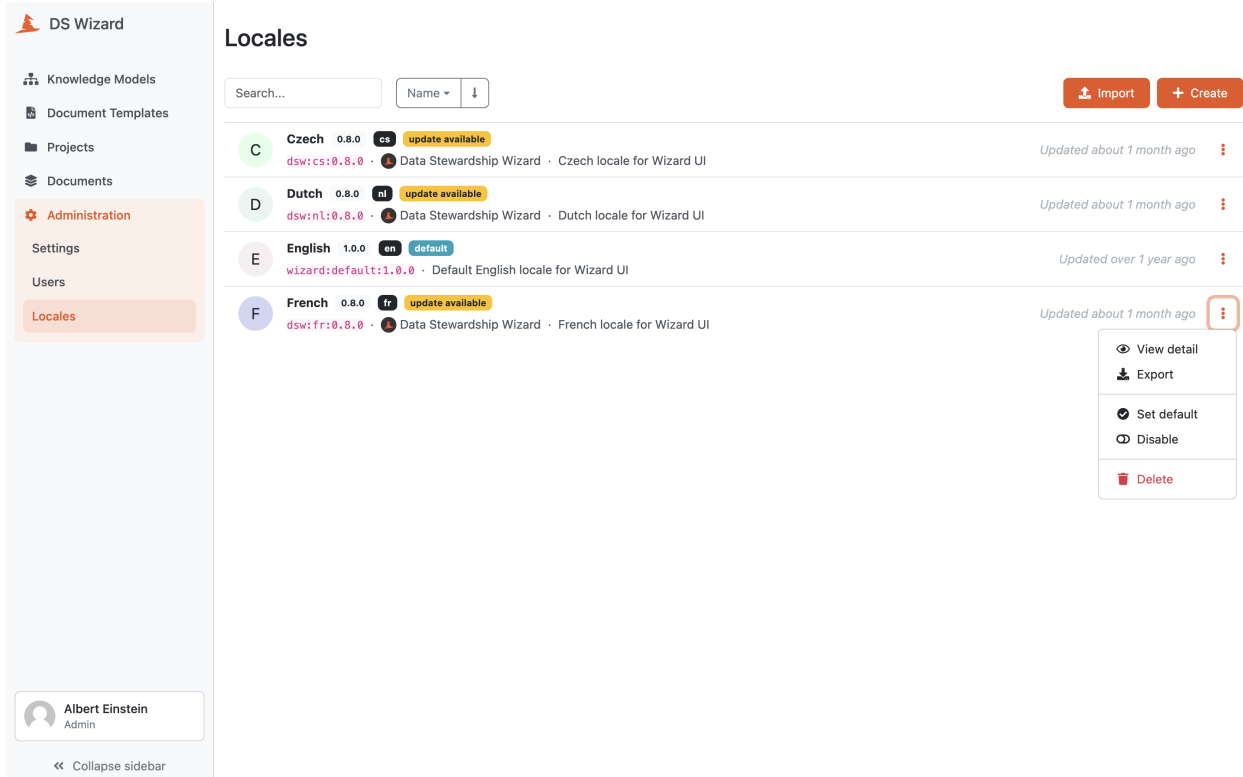 DS Wizard
Knowledge Models
Document Templates
Projects
Documents
Administration
Settings
Users
Locales
Albert Einstein
Admin
Collapse sidebar
Locales
Search...
Name
Import
Create
C
Czech 0.8.0 cs update available
dsw:cs:0.8.0 · Data Stewardship Wizard · Czech locale for Wizard UI
Updated about 1 month ago
D
Dutch 0.8.0 nl update available
dsw:nl:0.8.0 · Data Stewardship Wizard · Dutch locale for Wizard UI
Updated about 1 month ago
E
English 1.0.0 en default
wizard:default:1.0.0 · Default English locale for Wizard UI
Updated over 1 year ago
F
French 0.8.0 fr update available
dsw:fr:0.8.0 · Data Stewardship Wizard · French locale for Wizard UI
Updated about 1 month ago
View detail
Export
Set default
Disable
Delete